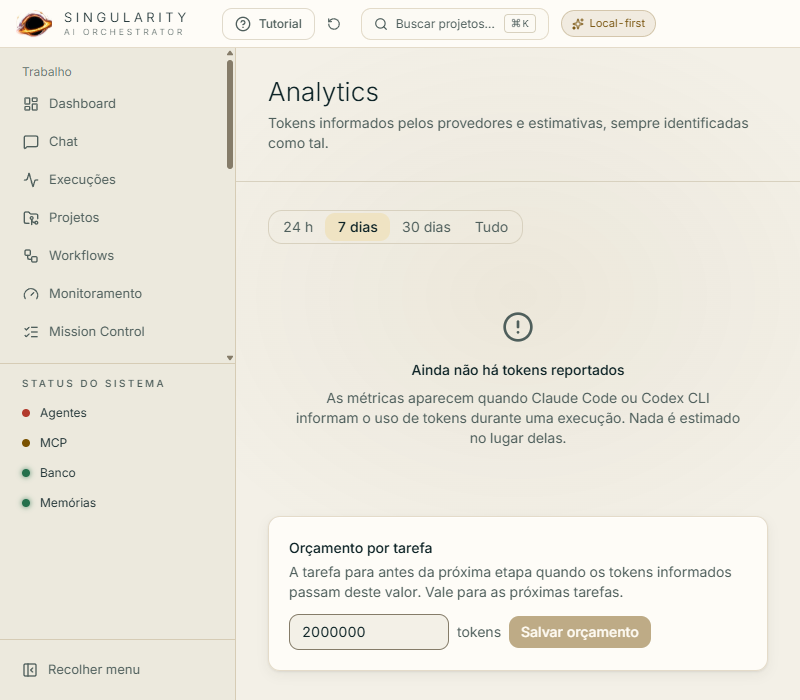 SINGULARITY
AI ORCHESTRATOR
Tutorial
Buscar projetos...
⌘K
Local-first
Trabalho
Dashboard
Chat
Execuções
Projetos
Workflows
Monitoramento
Mission Control
STATUS DO SISTEMA
Agentes
MCP
Banco
Memórias
Recolher menu
Analytics
Tokens informados pelos provedores e estimativas, sempre identificadas
como tal.
24 h
7 dias
30 dias
Tudo
Ainda não há tokens reportados
As métricas aparecem quando Claude Code ou Codex CLI
informam o uso de tokens durante uma execução. Nada é estimado
no lugar delas.
Orçamento por tarefa
A tarefa para antes da próxima etapa quando os tokens informados
passam deste valor. Vale para as próximas tarefas.
2000000
tokens
Salvar orçamento